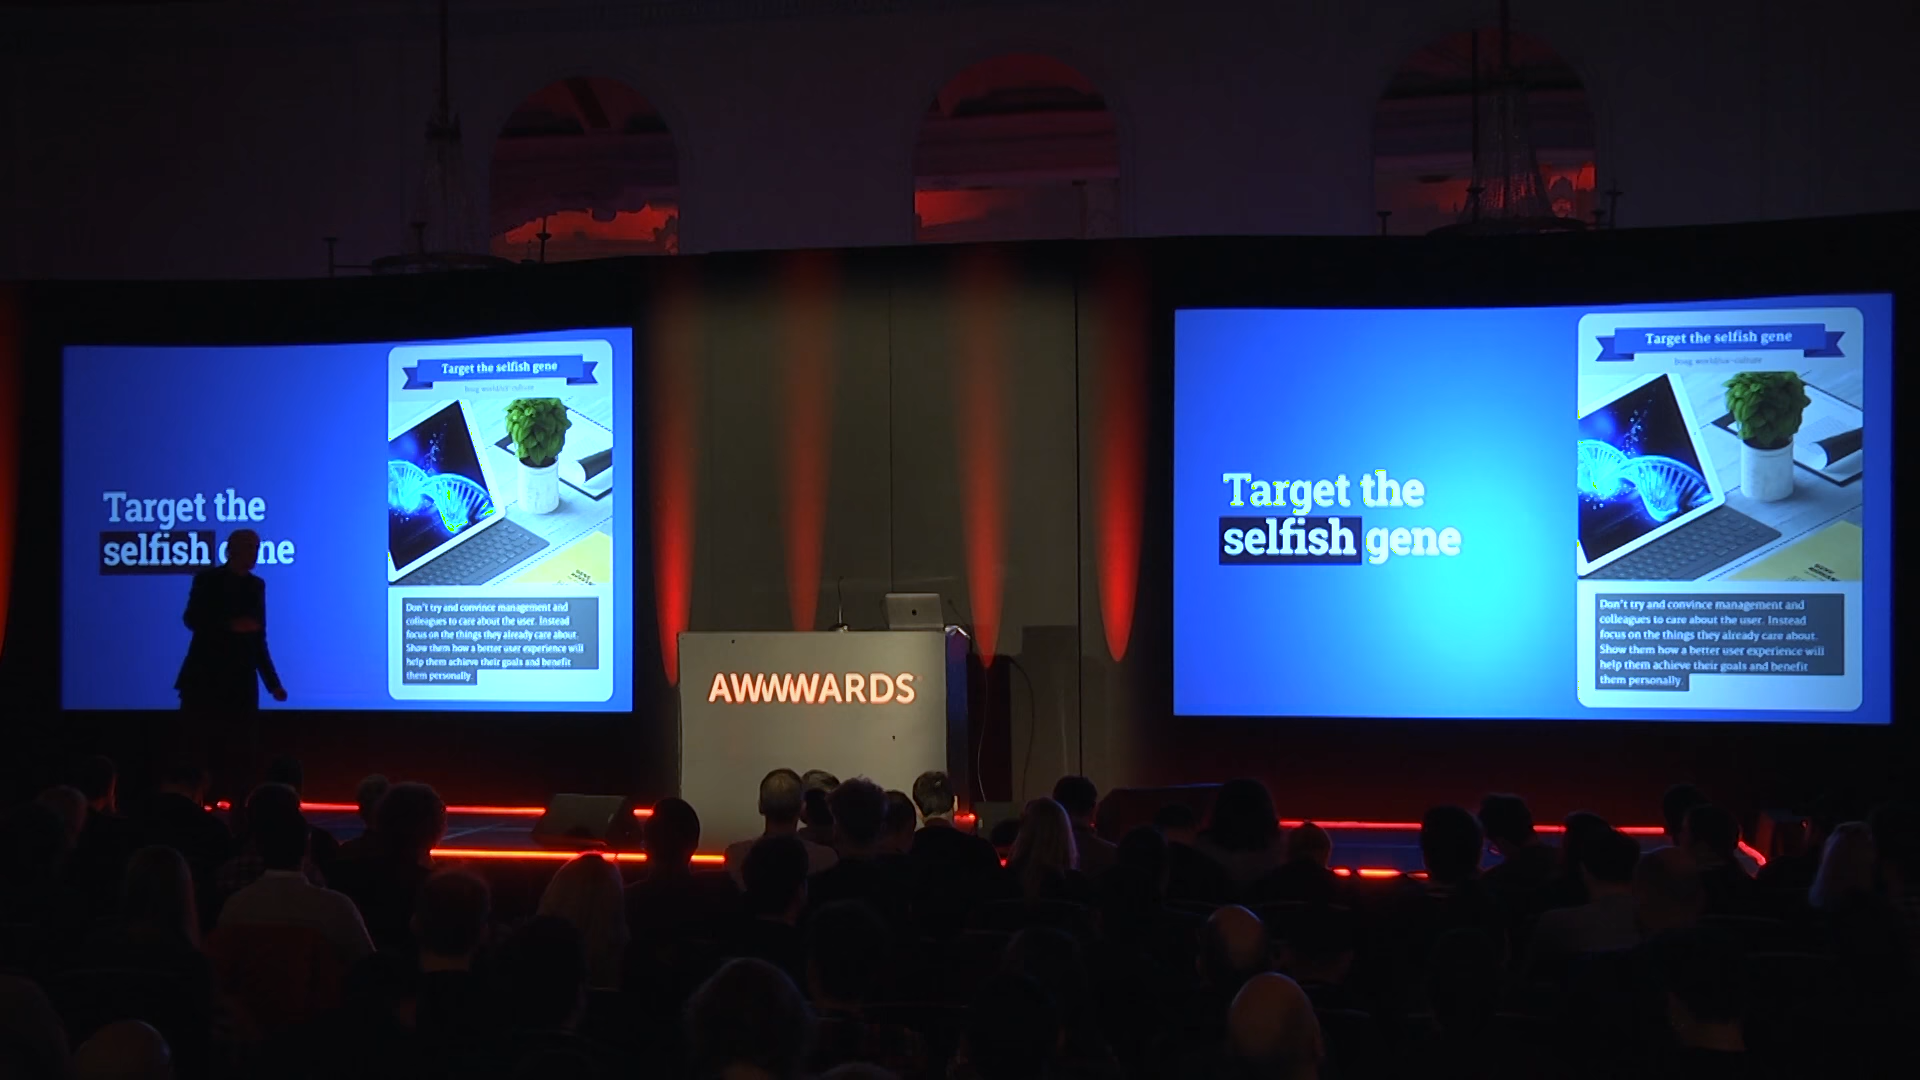 Target the
selfish
Target the selfish gene
Don't try and convince management and
colleagues to care about the user. Instead
focus on the things they already care about.
Show them how a better user experience will
help them achieve their goals and benefit
them personally.
AWWWARDS
Target the
selfish gene
Target the selfish gene
Don't try and convince management and
colleagues to care about the user. Instead
focus on the things they already care about.
Show them how a better user experience will
help them achieve their goals and benefit
them personally.